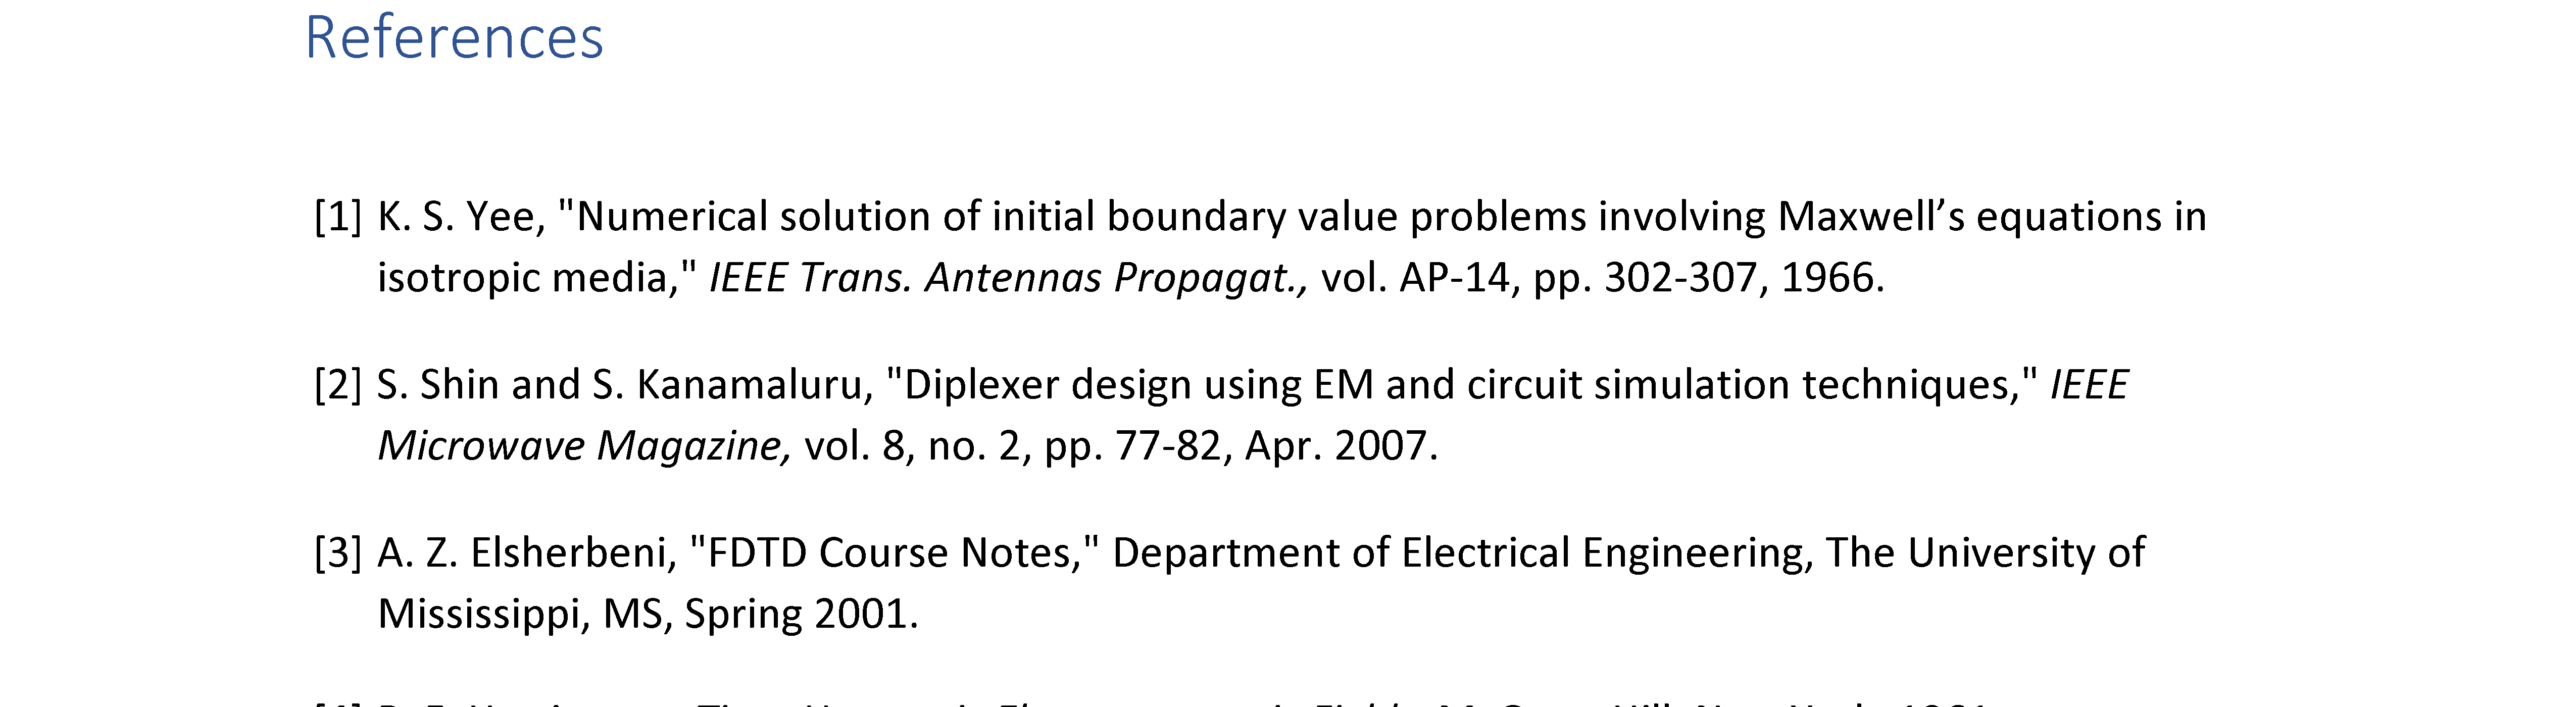 References
[1] K. S. Yee, "Numerical solution of initial boundary value problems involving Maxwell’s equations in
isotropic media," IEEE Trans. Antennas Propagat., vol. AP-14, pp. 302-307, 1966.
[2] S. Shin and S. Kanamaluru, "Diplexer design using EM and circuit simulation techniques," IEEE
Microwave Magazine, vol. 8, no. 2, pp. 77-82, Apr. 2007.
[3] A. Z. Elsherbeni, "FDTD Course Notes," Department of Electrical Engineering, The University of
Mississippi, MS, Spring 2001.